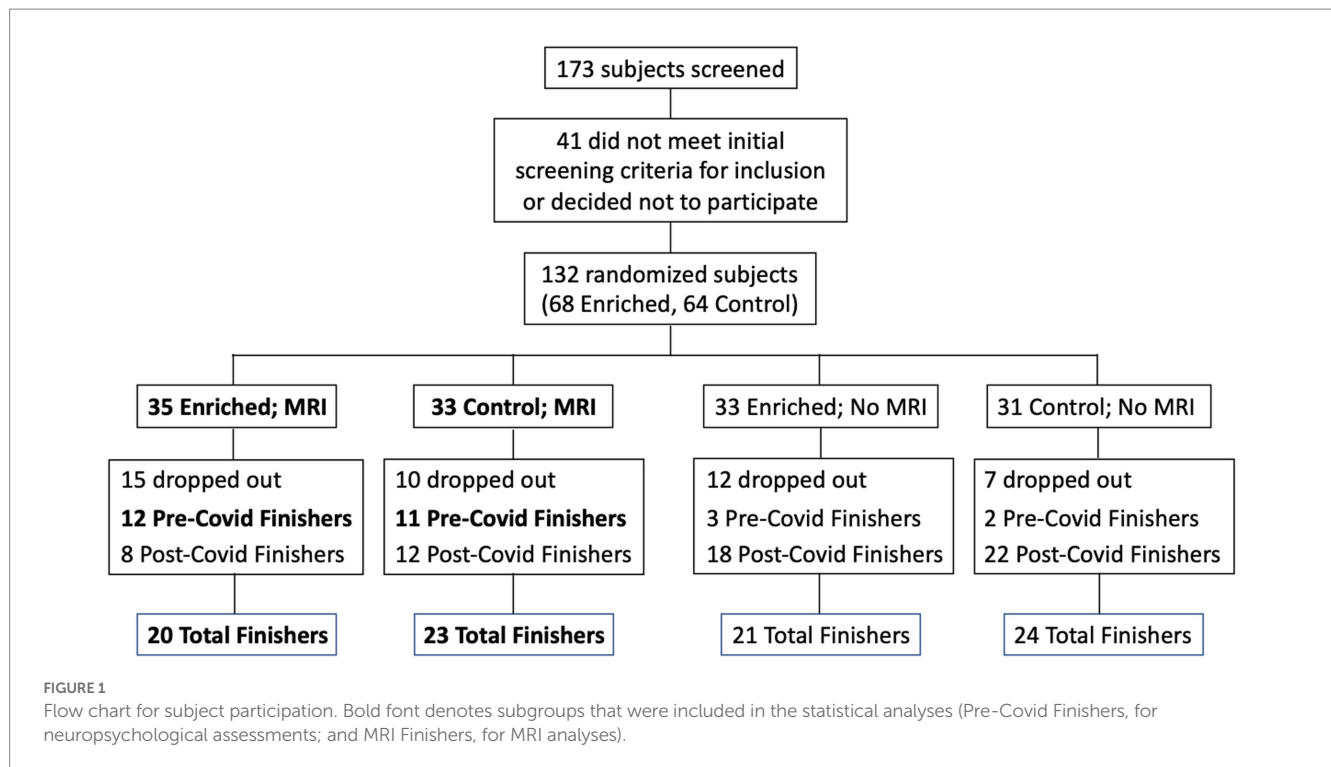 173 subjects screened
41 did not meet initial
screening criteria for inclusion
or decided not to participate
132 randomized subjects
(68 Enriched, 64 Control)
35 Enriched; MRI
33 Control; MRI
33 Enriched; No MRI
31 Control; No MRI
15 dropped out
12 Pre-Covid Finishers
8 Post-Covid Finishers
10 dropped out
11 Pre-Covid Finishers
12 Post-Covid Finishers
12 dropped out
3 Pre-Covid Finishers
18 Post-Covid Finishers
7 dropped out
2 Pre-Covid Finishers
22 Post-Covid Finishers
20 Total Finishers
23 Total Finishers
21 Total Finishers
24 Total Finishers
FIGURE 1
Flow chart for subject participation. Bold font denotes subgroups that were included in the statistical analyses (Pre-Covid Finishers, for
neuropsychological assessments; and MRI Finishers, for MRI analyses).